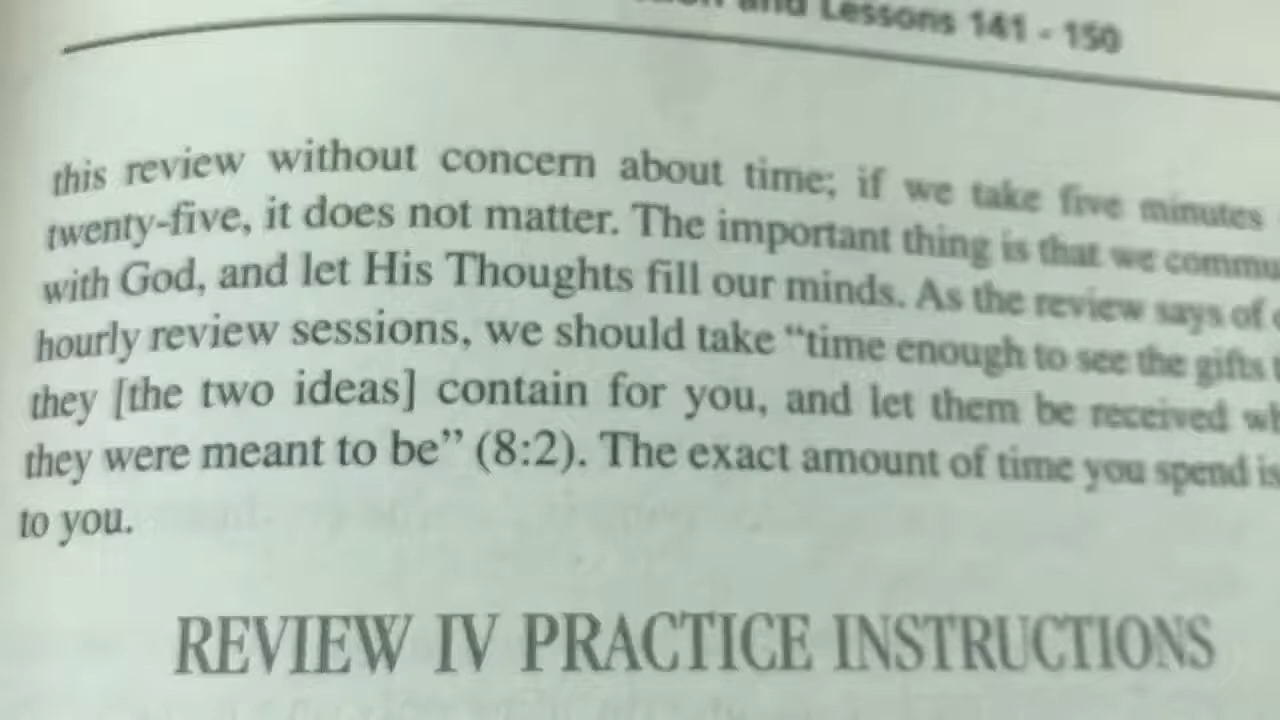 and Lessons 141 - 150
this review without concern about time; if we take five minutes
twenty-five, it does not matter. The important thing is that we commu
with God, and let His Thoughts fill our minds. As the review says of
hourly review sessions, we should take “time enough to see the gifts
they [the two ideas] contain for you, and let them be received
they were meant to be” (8:2). The exact amount of time you spend is
to you.
REVIEW IV PRACTICE INSTRUCTIONS